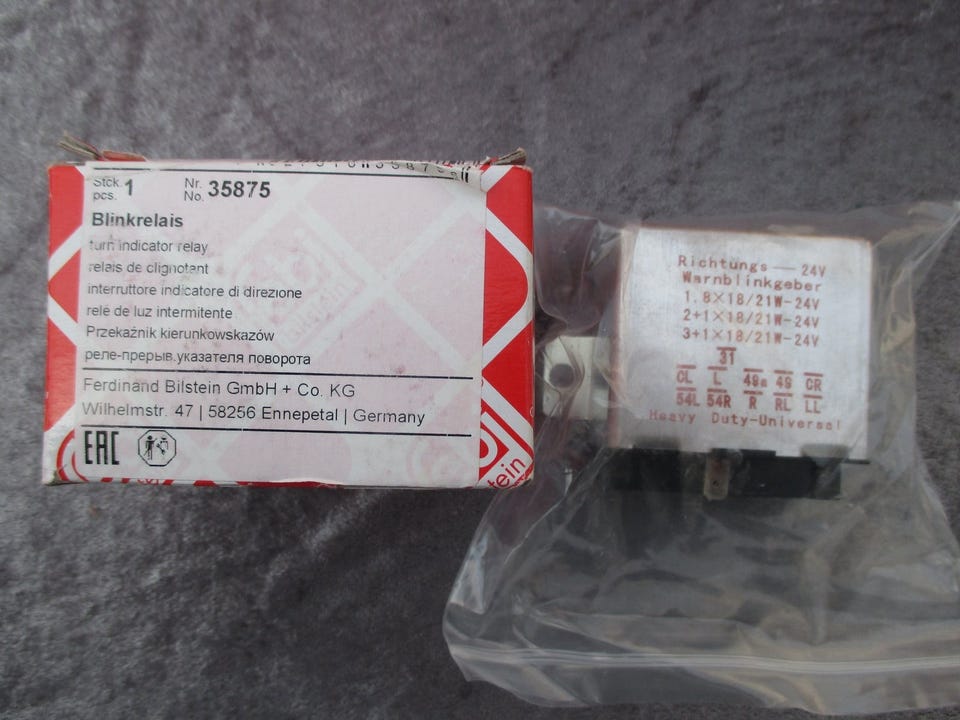 Stck. 1 Nr. 35875
pcs. No.
Blinkrelais
turn indicator relay
relais de clignotant
interruttore indicatore di direzione
relé de luz intermitente
Przekaźnik kierunkowskazów
реле-прерыв.указателя поворота
Ferdinand Bilstein GmbH + Co. KG
Wilhelmstr. 47 | 58256 Ennepetal | Germany
EAC
stein
Richtungs — 24V
Warnblinkgeber
1.8×18/21W-24V
2+1×18/21W-24V
3+1×18/21W-24V
31
CL L 49a 49 CR
54L 54R R RL LL
Heavy Duty-Universal